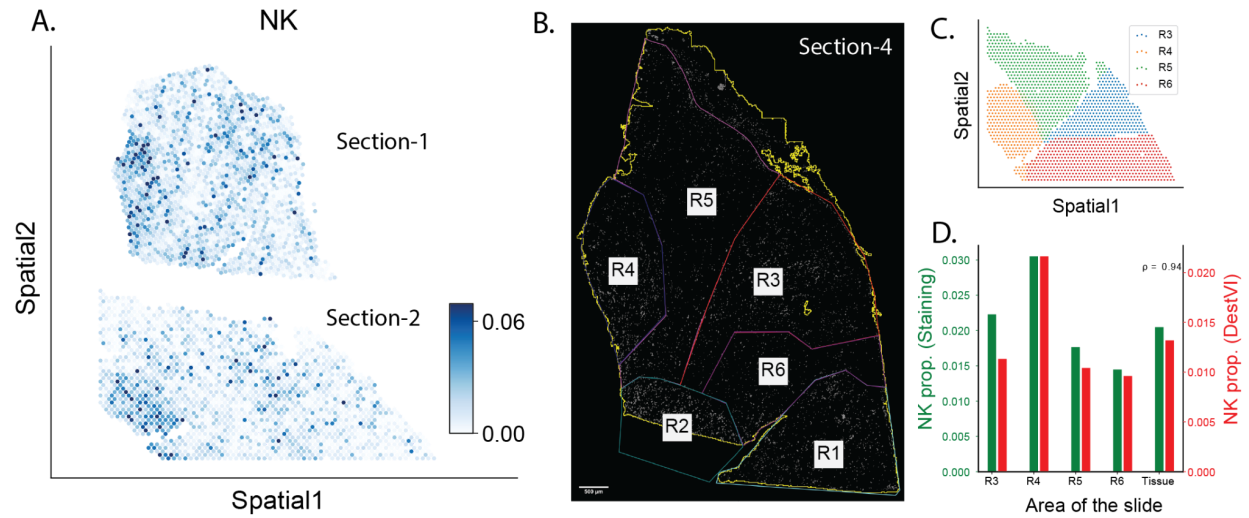 A.
NK
Section-1
Section-2
0.06
0.00
Spatial2
Spatial1
B.
Section-4
R5
R4
R3
R6
R2
R1
500 µm
C.
R3
R4
R5
R6
Spatial2
Spatial1
D.
ρ = 0.94
NK prop. (Staining)
0.030
0.025
0.020
0.015
0.010
0.005
0.000
0.020
0.015
0.010
0.005
0.000
NK prop. (DestVI)
R3 R4 R5 R6 Tissue
Area of the slide